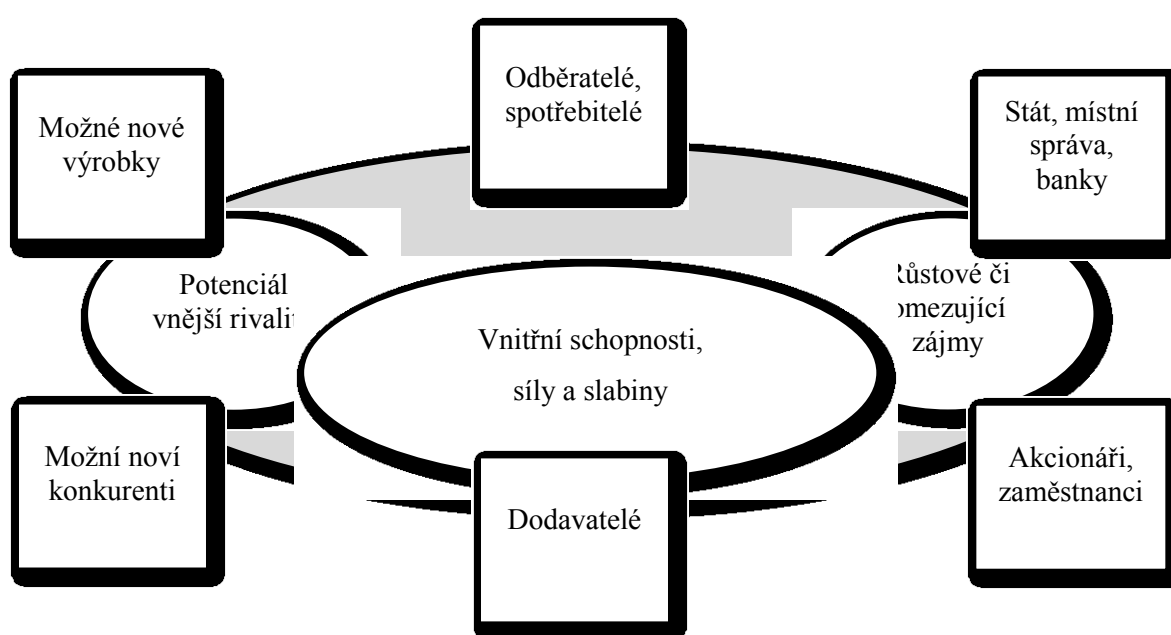 Odběratelé,
spotřebitelé
Možné nové
výrobky
Stát, místní
správa,
banky
Potenciál
vnější
Vnitřní schopnosti,
síly a slabiny
či
zájmy
Možní noví
konkurenti
Dodavatelé
Akcionáři,
zaměstnanci